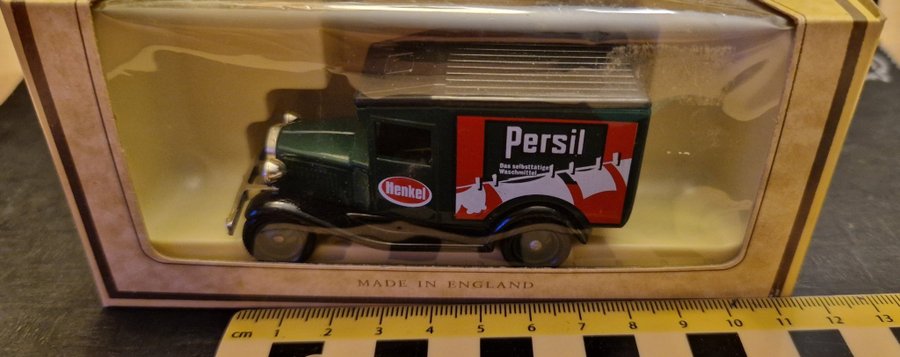 Persil
Das selbsttätige
Waschmittel
Henkel
MADE IN ENGLAND
cm 1 2 3 4 5 6 7 8 9 10 11 12 13